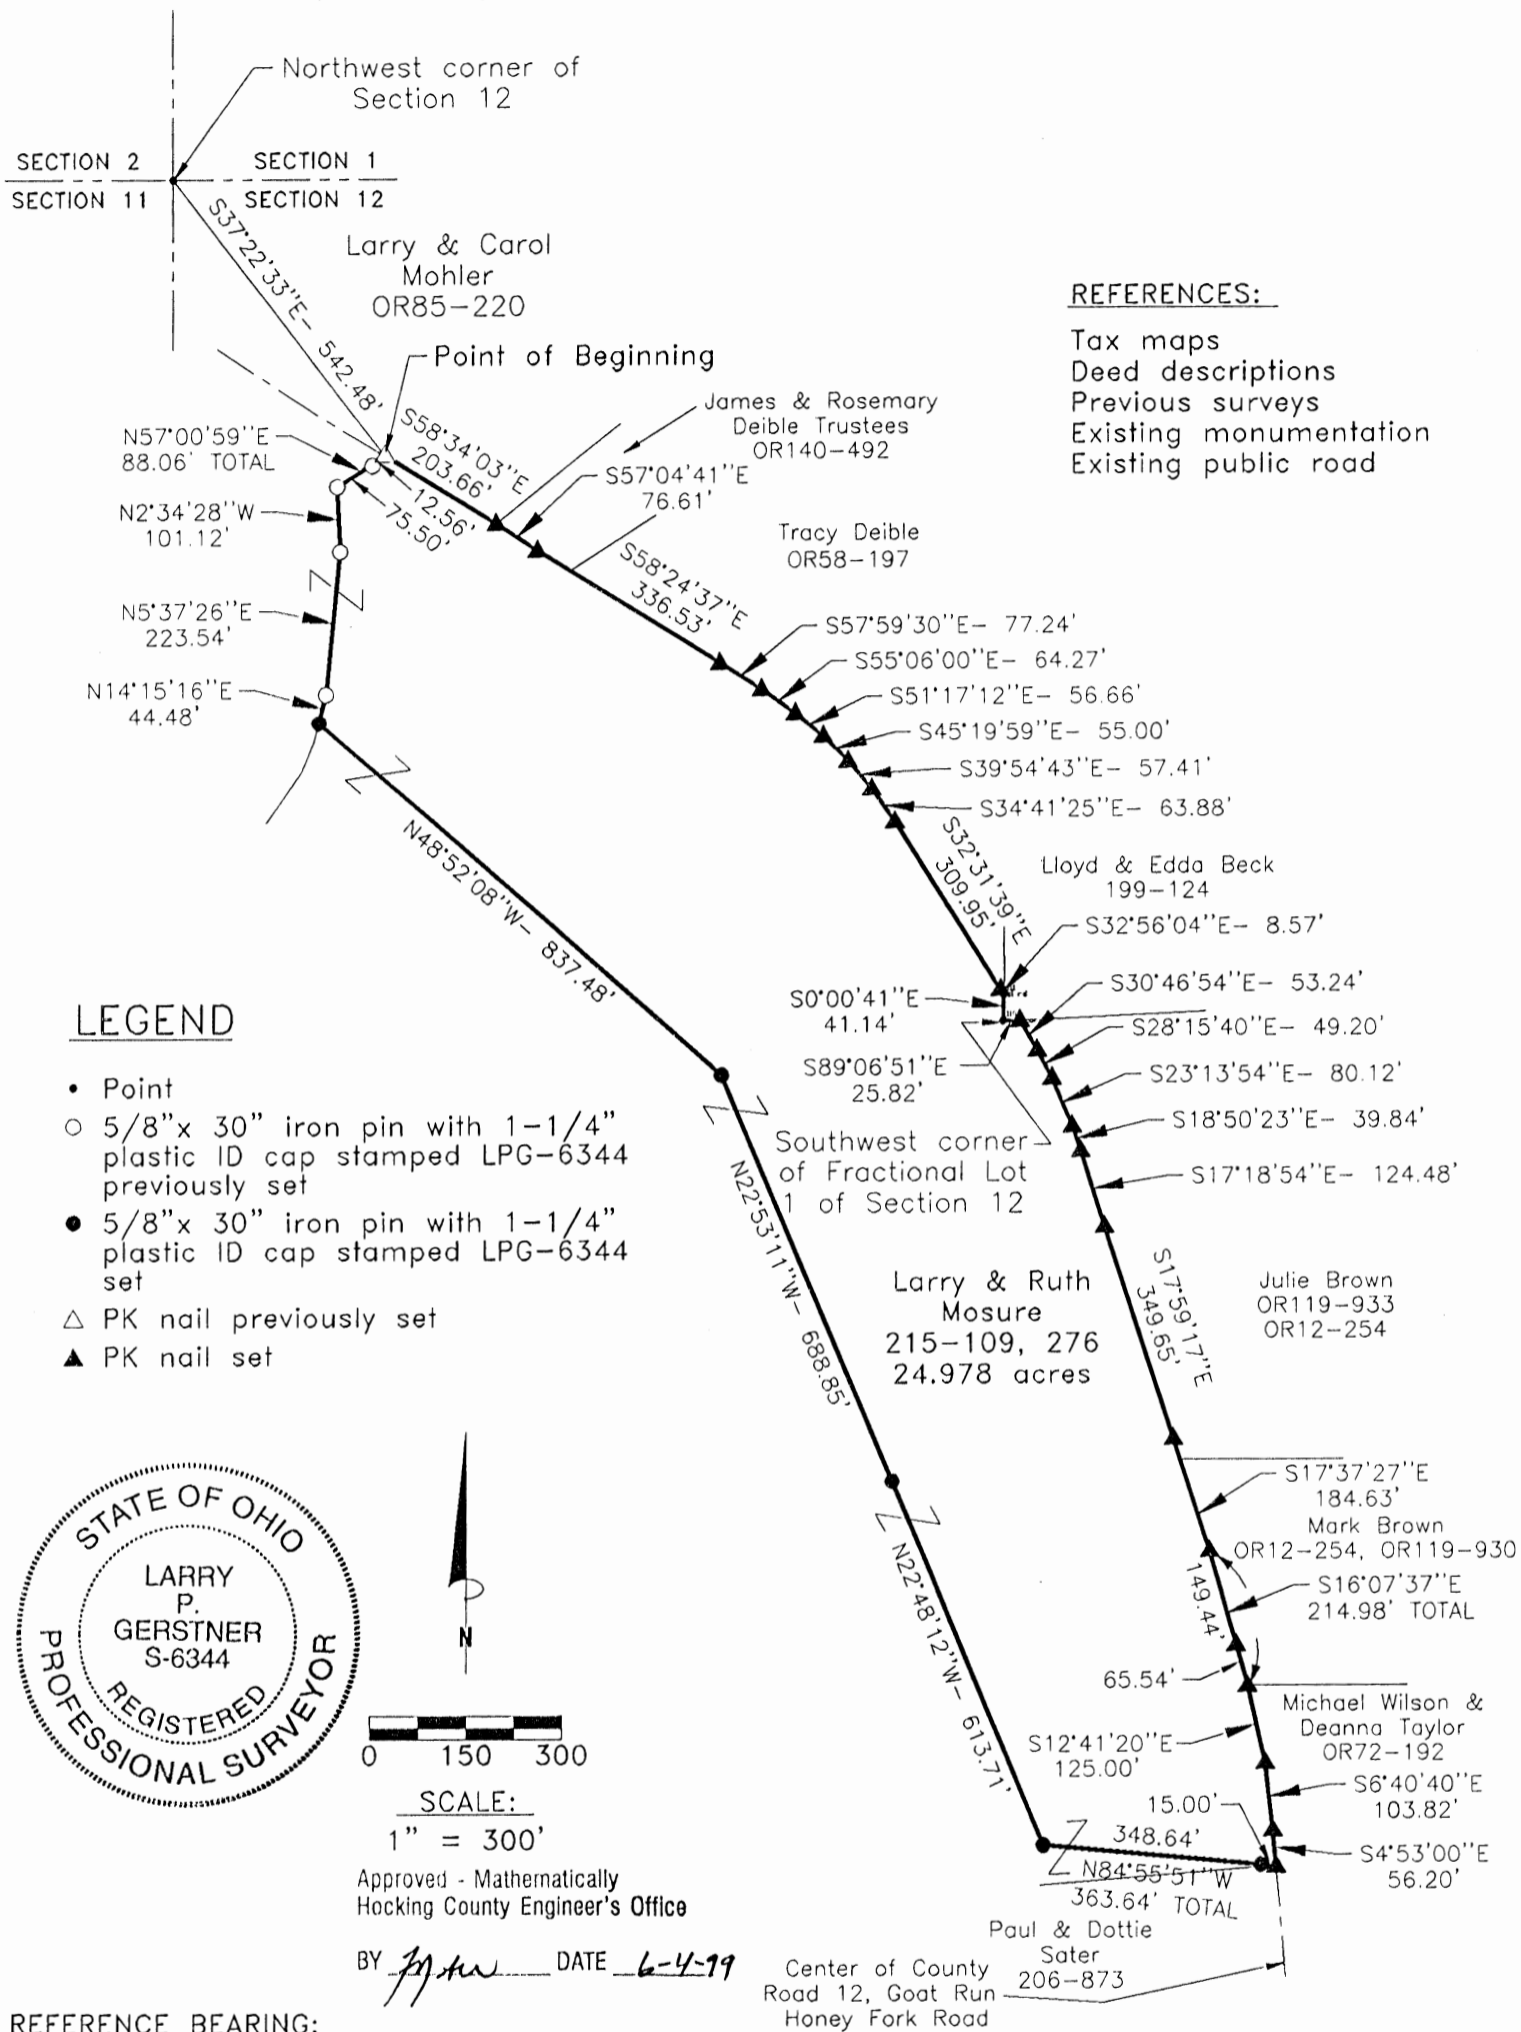 Northwest corner of
Section 12
SECTION 2
SECTION 1
SECTION 11
SECTION 12
S37°22'33"E- 542.48'
Larry & Carol
Mohler
OR85-220
Point of Beginning
REFERENCES:
Tax maps
Deed descriptions
Previous surveys
Existing monumentation
Existing public road
James & Rosemary
Deible Trustees
OR140-492
N57°00'59"E
88.06' TOTAL
S58°34'03"E
203.66'
12.56'
75.50'
S57°04'41"E
76.61'
N2°34'28"W
101.12'
Tracy Deible
OR58-197
S58°24'37"E
336.53'
N5°37'26"E
223.54'
S57°59'30"E- 77.24'
S55°06'00"E- 64.27'
N14°15'16"E
44.48'
S51°17'12"E- 56.66'
S45°19'59"E- 55.00'
S39°54'43"E- 57.41'
S34°41'25"E- 63.88'
S32°31'39"E
309.95'
N48°52'08"W- 837.48'
Lloyd & Edda Beck
199-124
S32°56'04"E- 8.57'
S30°46'54"E- 53.24'
S0°00'41"E
41.14'
S28°15'40"E- 49.20'
S89°06'51"E
25.82'
S23°13'54"E- 80.12'
S18°50'23"E- 39.84'
Southwest corner
of Fractional Lot
1 of Section 12
S17°18'54"E- 124.48'
LEGEND
Point
5/8"x 30" iron pin with 1-1/4"
plastic ID cap stamped LPG-6344
previously set
5/8"x 30" iron pin with 1-1/4"
plastic ID cap stamped LPG-6344
set
PK nail previously set
PK nail set
N22°53'11"W- 688.85'
Larry & Ruth
Mosure
215-109, 276
24.978 acres
S17°59'17"E
349.65'
Julie Brown
OR119-933
OR12-254
S17°37'27"E
184.63'
Mark Brown
OR12-254, OR119-930
S16°07'37"E
214.98' TOTAL
149.44'
65.54'
N22°48'12"W- 613.71'
Michael Wilson &
Deanna Taylor
OR72-192
S12°41'20"E
125.00'
S6°40'40"E
103.82'
15.00'
348.64'
S4°53'00"E
56.20'
N84°55'51"W
363.64' TOTAL
Paul & Dottie
Sater
206-873
Center of County
Road 12, Goat Run
Honey Fork Road
STATE OF OHIO
LARRY
P.
GERSTNER
S-6344
REGISTERED
PROFESSIONAL SURVEYOR
N
0 150 300
SCALE:
1" = 300'
Approved - Mathematically
Hocking County Engineer's Office
BY DATE 6-4-99
REFERENCE BEARING: